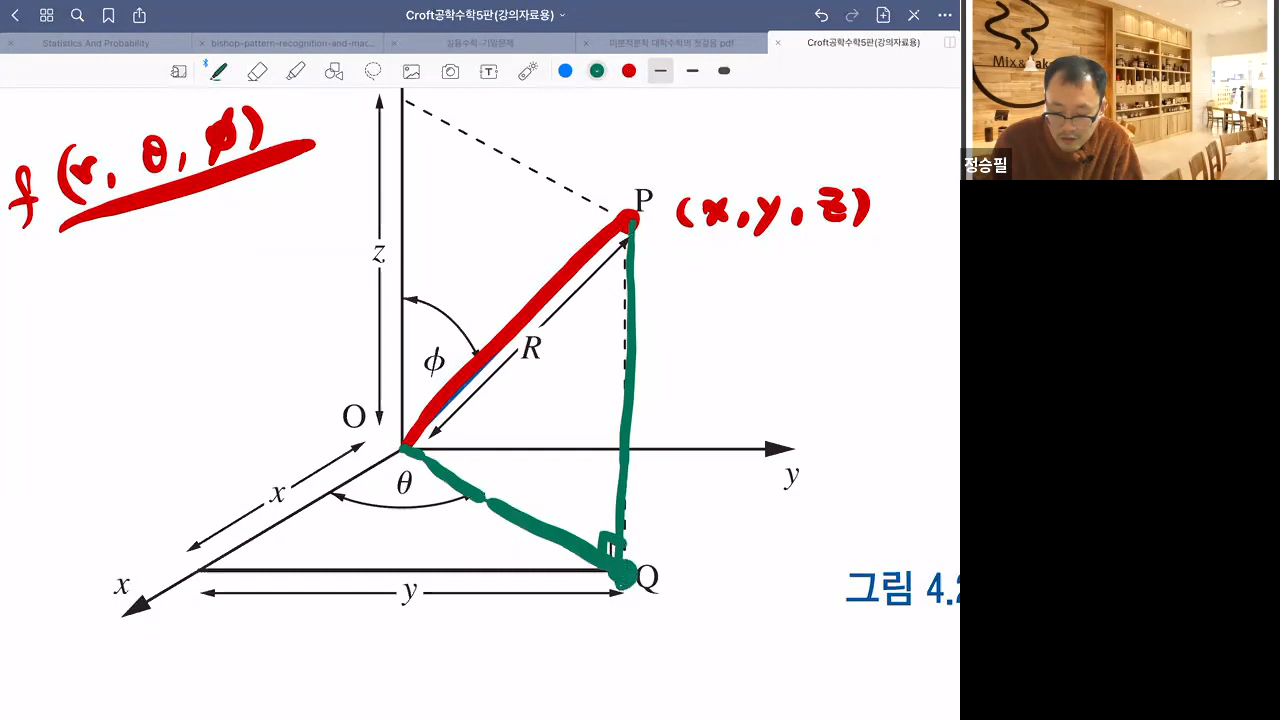 Croft공학수학5판(강의자료용)
Statistics And Probability
bishop-pattern-recognition-and-mac...
실용수학-기말문제
미분적분학 대학수학의 첫걸음.pdf
Croft공학수학5판(강의자료용)
Mix&
정승필
f (r, θ, ϕ)
P (x, y, z)
z
R
ϕ
O
y
θ
x
x
y
Q
그림 4.2